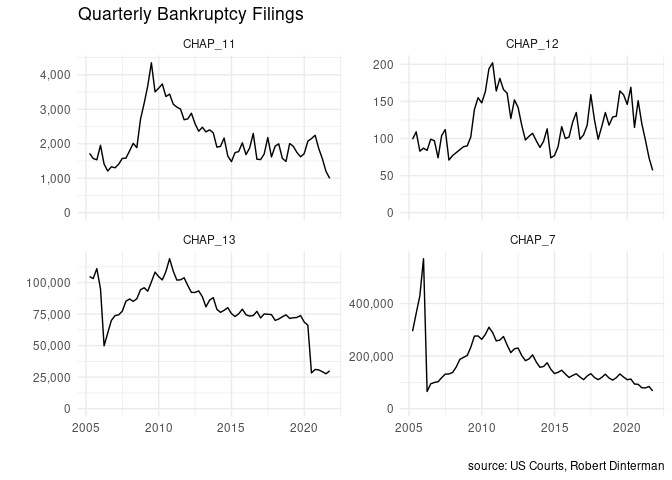 Quarterly Bankruptcy Filings
CHAP_11
CHAP_12
4,000
3,000
2,000
1,000
0
200
150
100
50
0
CHAP_13
CHAP_7
100,000
75,000
50,000
25,000
0
400,000
200,000
0
2005 2010 2015 2020
2005 2010 2015 2020
source: US Courts, Robert Dinterman